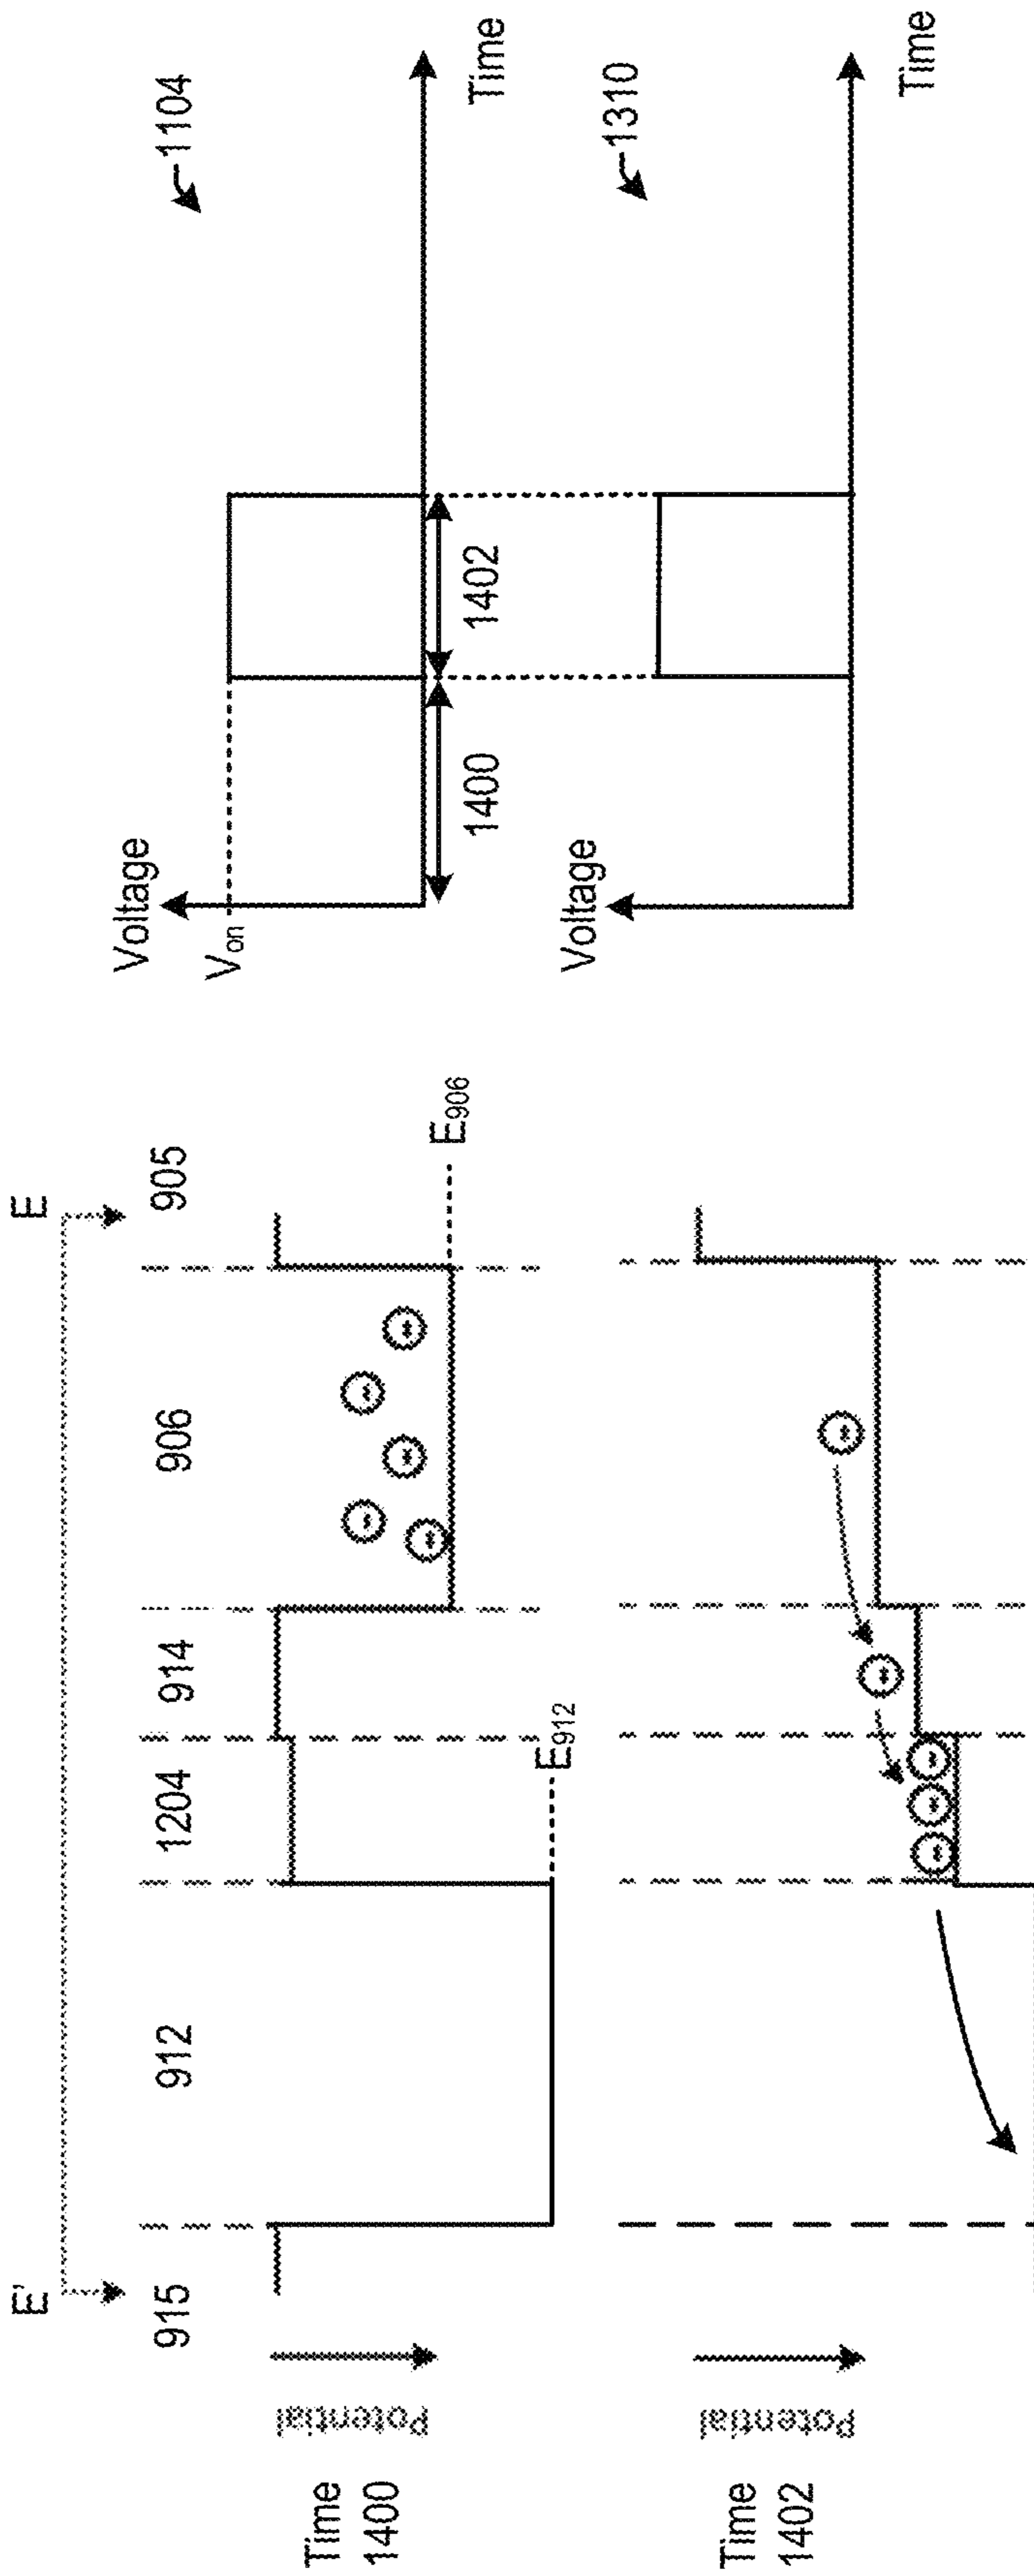 E'
E
915
912
1204
914
906
905
Time
1400
Potential
E912
E906
Time
1402
Potential
Voltage
Von
1104
1400
1402
Time
Voltage
1310
Time